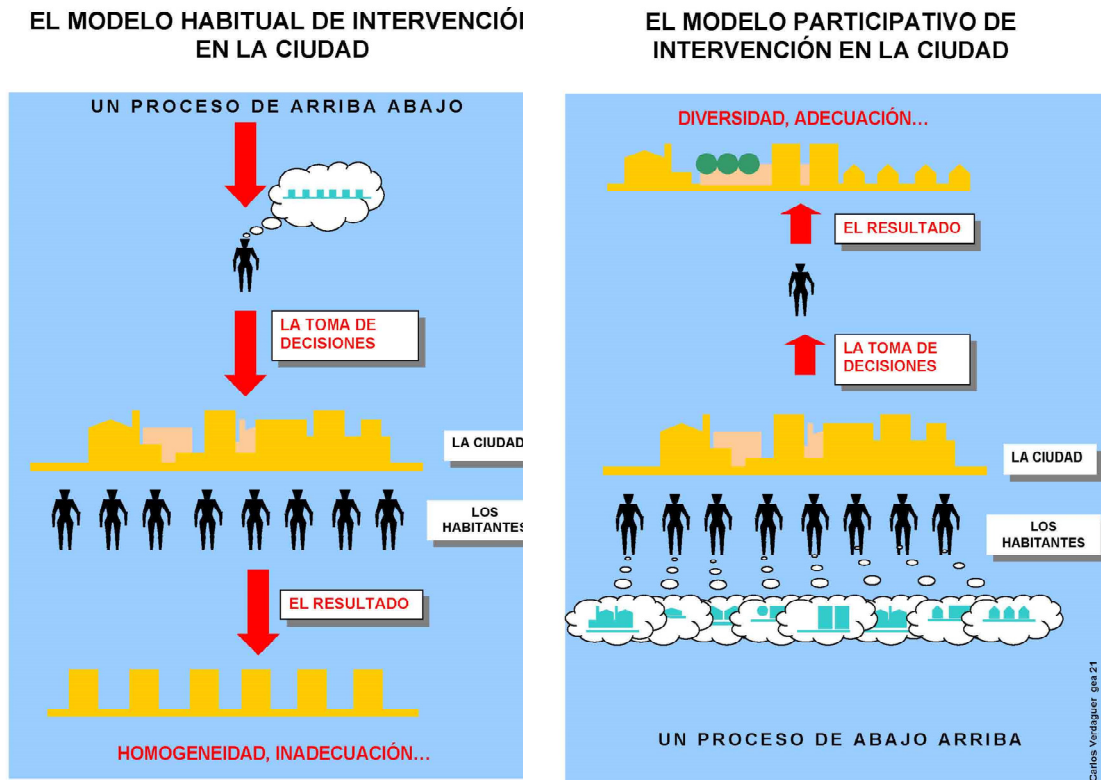 EL MODELO HABITUAL DE INTERVENCIÓ
EN LA CIUDAD
UN PROCESO DE ARRIBA ABAJO
LA TOMA DE
DECISIONES
LA CIUDAD
LOS
HABITANTES
EL RESULTADO
HOMOGENEIDAD, INADECUACIÓN...
EL MODELO PARTICIPATIVO DE
INTERVENCIÓN EN LA CIUDAD
DIVERSIDAD, ADECUACIÓN...
EL RESULTADO
LA TOMA DE
DECISIONES
LA CIUDAD
LOS
HABITANTES
UN PROCESO DE ABAJO ARRIBA
Carlos Verdaguer gea 21